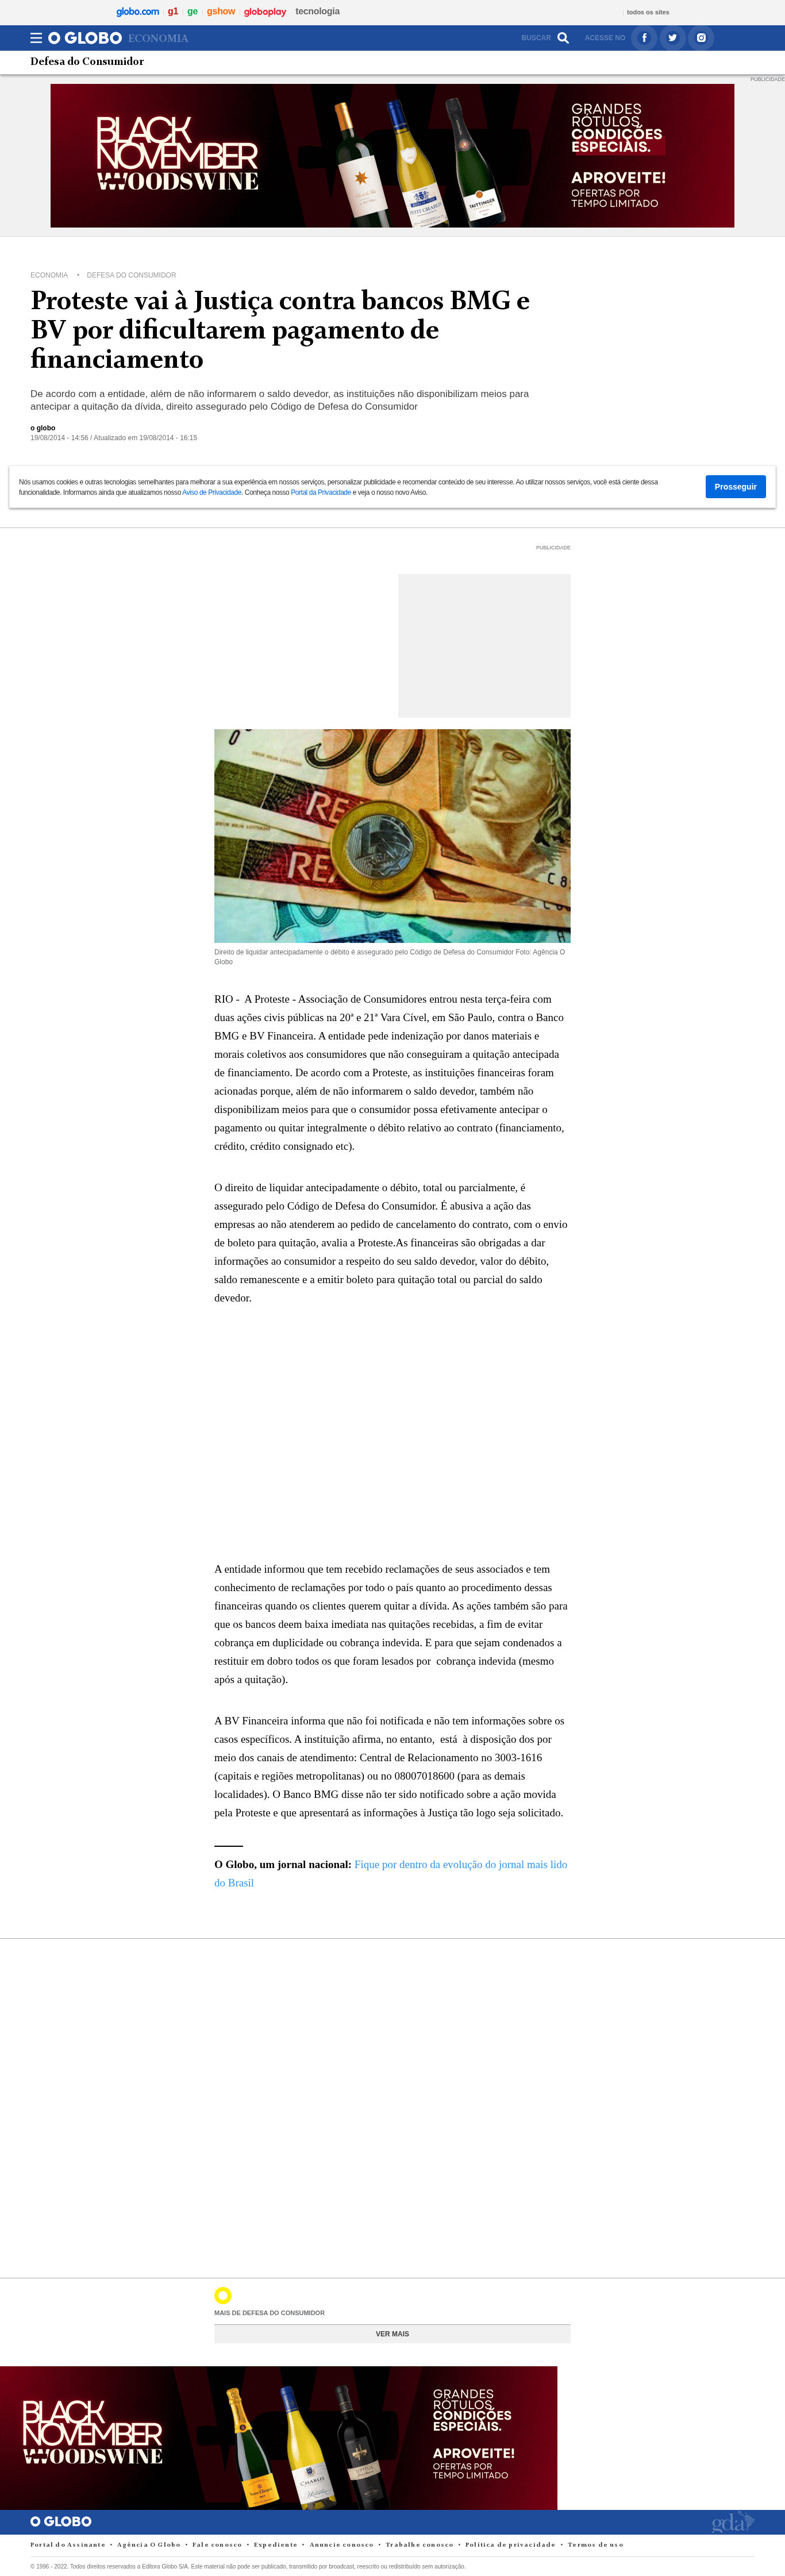 globo.com g1 ge gshow globoplay tecnologia todos os sites
O GLOBO ECONOMIA BUSCAR ACESSE NO
Defesa do Consumidor
PUBLICIDADE
BLACK
NOVEMBER
WOODSWINE
GRANDES
RÓTULOS,
CONDIÇÕES
ESPECIAIS.
APROVEITE!
OFERTAS POR
TEMPO LIMITADO
ECONOMIA • DEFESA DO CONSUMIDOR
Proteste vai à Justiça contra bancos BMG e
BV por dificultarem pagamento de
financiamento
De acordo com a entidade, além de não informarem o saldo devedor, as instituições não disponibilizam meios para
antecipar a quitação da dívida, direito assegurado pelo Código de Defesa do Consumidor
o globo
19/08/2014 - 14:56 / Atualizado em 19/08/2014 - 16:15
Nós usamos cookies e outras tecnologias semelhantes para melhorar a sua experiência em nossos serviços, personalizar publicidade e recomendar conteúdo de seu interesse. Ao utilizar nossos serviços, você está ciente dessa
funcionalidade. Informamos ainda que atualizamos nosso Aviso de Privacidade. Conheça nosso Portal da Privacidade e veja o nosso novo Aviso.
Prosseguir
PUBLICIDADE
Direito de liquidar antecipadamente o débito é assegurado pelo Código de Defesa do Consumidor Foto: Agência O
Globo
RIO - A Proteste - Associação de Consumidores entrou nesta terça-feira com
duas ações civis públicas na 20ª e 21ª Vara Cível, em São Paulo, contra o Banco
BMG e BV Financeira. A entidade pede indenização por danos materiais e
morais coletivos aos consumidores que não conseguiram a quitação antecipada
de financiamento. De acordo com a Proteste, as instituições financeiras foram
acionadas porque, além de não informarem o saldo devedor, também não
disponibilizam meios para que o consumidor possa efetivamente antecipar o
pagamento ou quitar integralmente o débito relativo ao contrato (financiamento,
crédito, crédito consignado etc).
O direito de liquidar antecipadamente o débito, total ou parcialmente, é
assegurado pelo Código de Defesa do Consumidor. É abusiva a ação das
empresas ao não atenderem ao pedido de cancelamento do contrato, com o envio
de boleto para quitação, avalia a Proteste.As financeiras são obrigadas a dar
informações ao consumidor a respeito do seu saldo devedor, valor do débito,
saldo remanescente e a emitir boleto para quitação total ou parcial do saldo
devedor.
A entidade informou que tem recebido reclamações de seus associados e tem
conhecimento de reclamações por todo o país quanto ao procedimento dessas
financeiras quando os clientes querem quitar a dívida. As ações também são para
que os bancos deem baixa imediata nas quitações recebidas, a fim de evitar
cobrança em duplicidade ou cobrança indevida. E para que sejam condenados a
restituir em dobro todos os que foram lesados por cobrança indevida (mesmo
após a quitação).
A BV Financeira informa que não foi notificada e não tem informações sobre os
casos específicos. A instituição afirma, no entanto, está à disposição dos por
meio dos canais de atendimento: Central de Relacionamento no 3003-1616
(capitais e regiões metropolitanas) ou no 08007018600 (para as demais
localidades). O Banco BMG disse não ter sido notificado sobre a ação movida
pela Proteste e que apresentará as informações à Justiça tão logo seja solicitado.
O Globo, um jornal nacional: Fique por dentro da evolução do jornal mais lido
do Brasil
MAIS DE DEFESA DO CONSUMIDOR
VER MAIS
BLACK
NOVEMBER
WOODSWINE
GRANDES
RÓTULOS,
CONDIÇÕES
ESPECIAIS.
APROVEITE!
OFERTAS POR
TEMPO LIMITADO
O GLOBO gda
Portal do Assinante • Agência O Globo • Fale conosco • Expediente • Anuncie conosco • Trabalhe conosco • Política de privacidade • Termos de uso
© 1996 - 2022. Todos direitos reservados a Editora Globo S/A. Este material não pode ser publicado, transmitido por broadcast, reescrito ou redistribuído sem autorização.